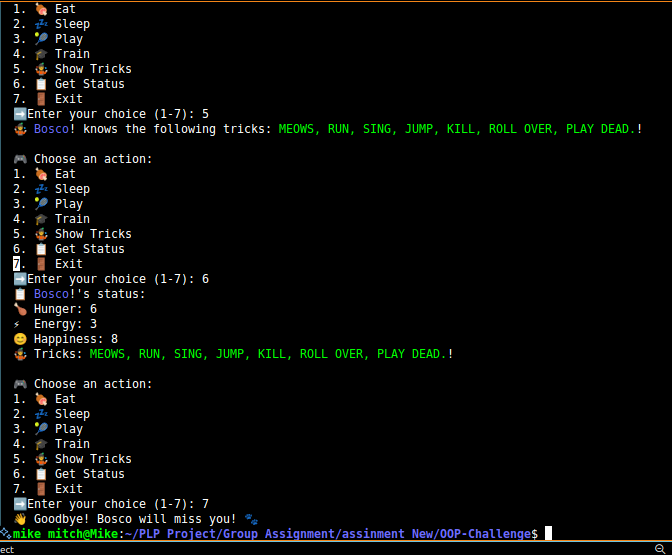 1. 🍖 Eat
2. 💤 Sleep
3. 🎾 Play
4. 🎓 Train
5. 🤹 Show Tricks
6. 📋 Get Status
7. 🚪 Exit
➡️Enter your choice (1-7): 5
🤹 Bosco! knows the following tricks: MEOWS, RUN, SING, JUMP, KILL, ROLL OVER, PLAY DEAD.!
🎮 Choose an action:
1. 🍖 Eat
2. 💤 Sleep
3. 🎾 Play
4. 🎓 Train
5. 🤹 Show Tricks
6. 📋 Get Status
7. 🚪 Exit
➡️Enter your choice (1-7): 6
📋 Bosco!'s status:
🍗 Hunger: 6
⚡ Energy: 3
😊 Happiness: 8
🤹 Tricks: MEOWS, RUN, SING, JUMP, KILL, ROLL OVER, PLAY DEAD.!
🎮 Choose an action:
1. 🍖 Eat
2. 💤 Sleep
3. 🎾 Play
4. 🎓 Train
5. 🤹 Show Tricks
6. 📋 Get Status
7. 🚪 Exit
➡️Enter your choice (1-7): 7
👋 Goodbye! Bosco will miss you! 🐾
mike mitch@Mike:~/PLP Project/Group Assignment/assinment New/OOP-Challenge$
ect